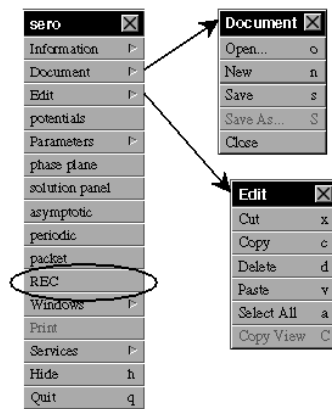 sero
Information
Document
Edit
potentials
Parameters
phase plane
solution panel
asymptotic
periodic
packet
REC
Windows
Print
Services
Hide h
Quit q
Document
Open... o
New n
Save s
Save As... S
Close
Edit
Cut x
Copy c
Delete d
Paste v
Select All a
Copy View C